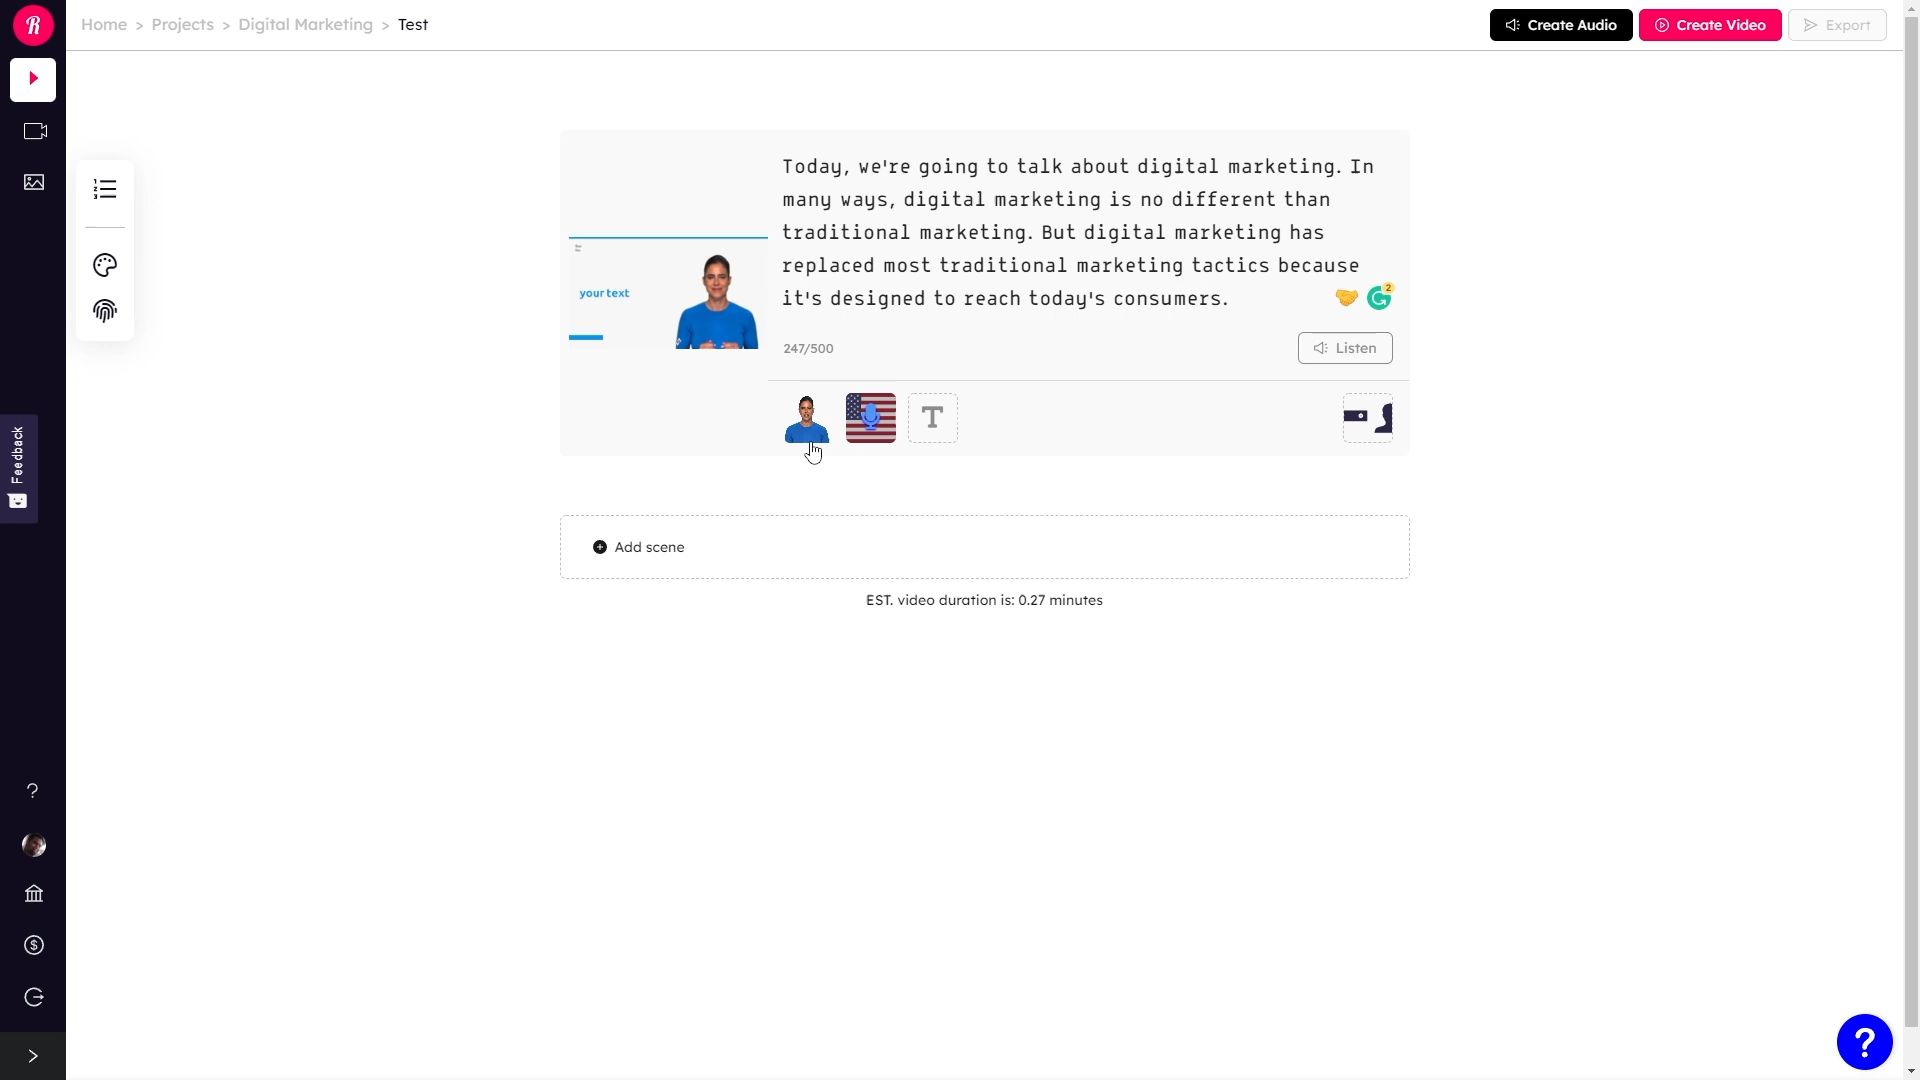 R
Home > Projects > Digital Marketing > Test
Create Audio
Create Video
Export
Today, we're going to talk about digital marketing. In
many ways, digital marketing is no different than
traditional marketing. But digital marketing has
replaced most traditional marketing tactics because
it's designed to reach today's consumers.
2
your text
247/500
Listen
T
Feedback
Add scene
EST. video duration is: 0.27 minutes
?
?